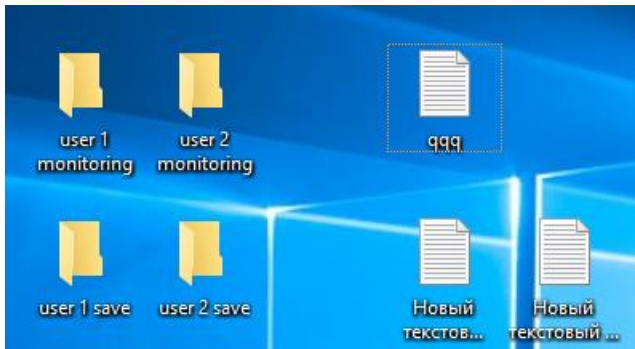 user 1
monitoring
user 2
monitoring
qqq
user 1 save
user 2 save
Новый
текстов...
Новый
текстовый ...